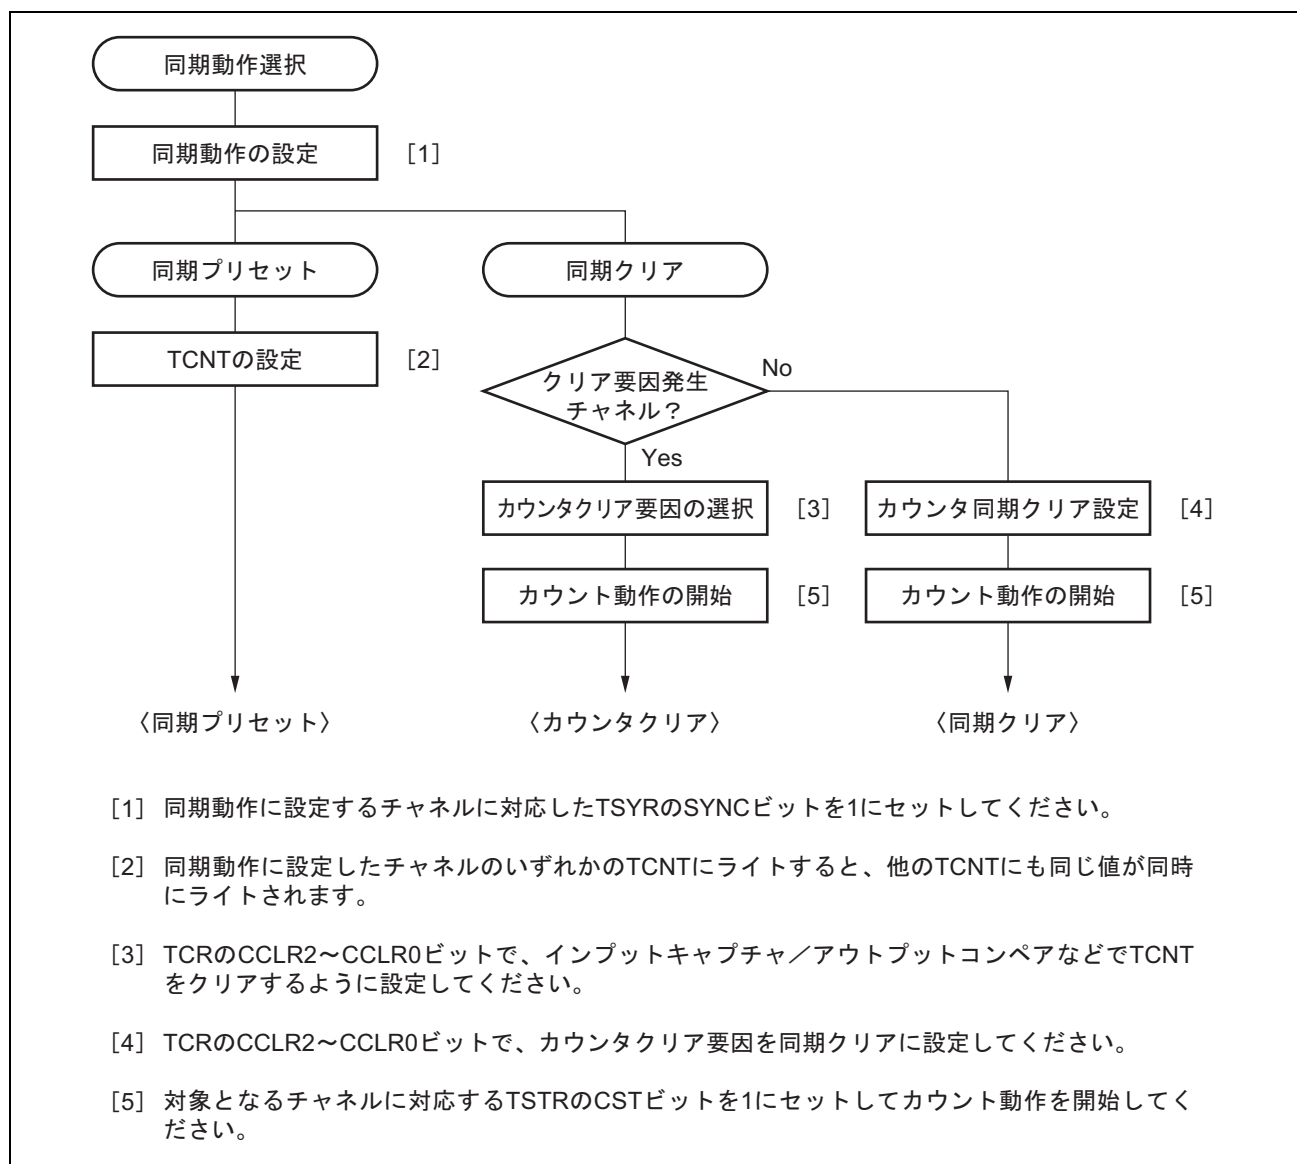 同期動作選択
同期動作の設定 [1]
同期プリセット
同期クリア
TCNTの設定 [2]
クリア要因発生
チャネル？
No
Yes
カウンタクリア要因の選択 [3]
カウンタ同期クリア設定 [4]
カウント動作の開始 [5]
カウント動作の開始 [5]
〈同期プリセット〉
〈カウンタクリア〉
〈同期クリア〉
[1] 同期動作に設定するチャネルに対応したTSYRのSYNCビットを1にセットしてください。
[2] 同期動作に設定したチャネルのいずれかのTCNTにライトすると、他のTCNTにも同じ値が同時
にライトされます。
[3] TCRのCCLR2～CCLR0ビットで、インプットキャプチャ／アウトプットコンペアなどでTCNT
をクリアするように設定してください。
[4] TCRのCCLR2～CCLR0ビットで、カウンタクリア要因を同期クリアに設定してください。
[5] 対象となるチャネルに対応するTSTRのCSTビットを1にセットしてカウント動作を開始してく
ださい。